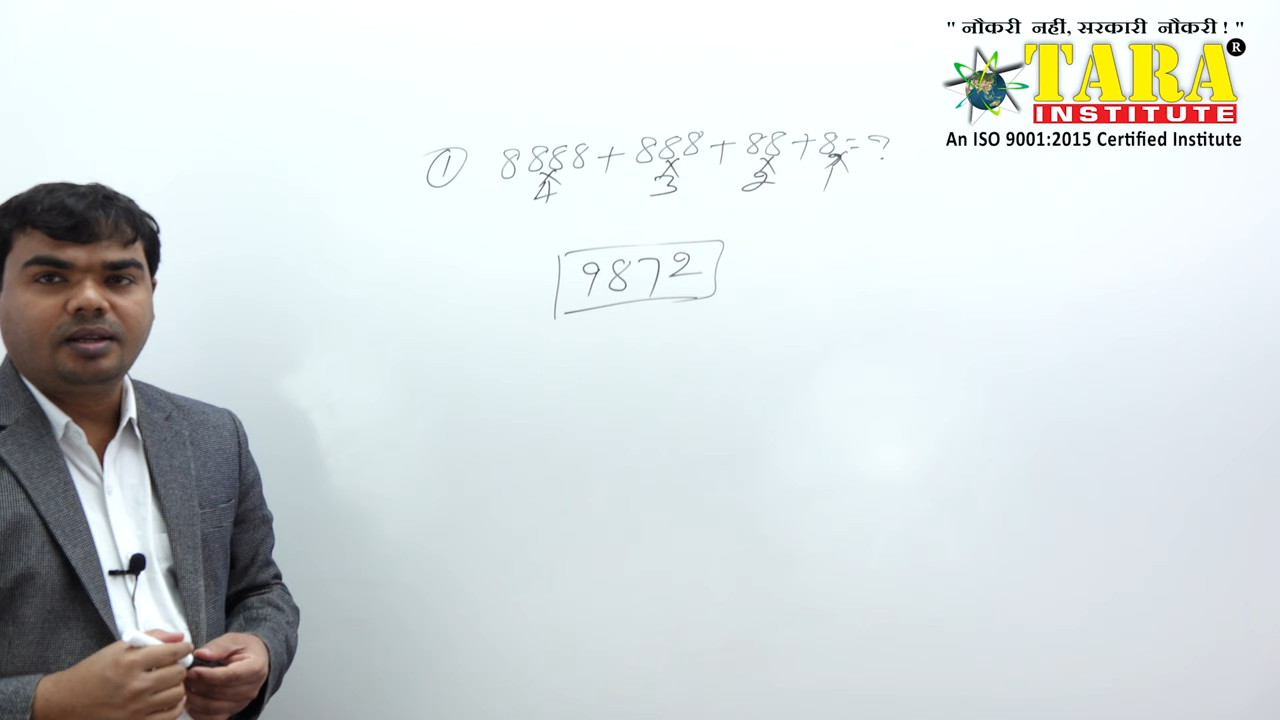 " नौकरी नहीं, सरकारी नौकरी ! "
TARA ®
INSTITUTE
An ISO 9001:2015 Certified Institute
① 8888 + 888 + 88 + 8 = ?
4 3 2 1
9872